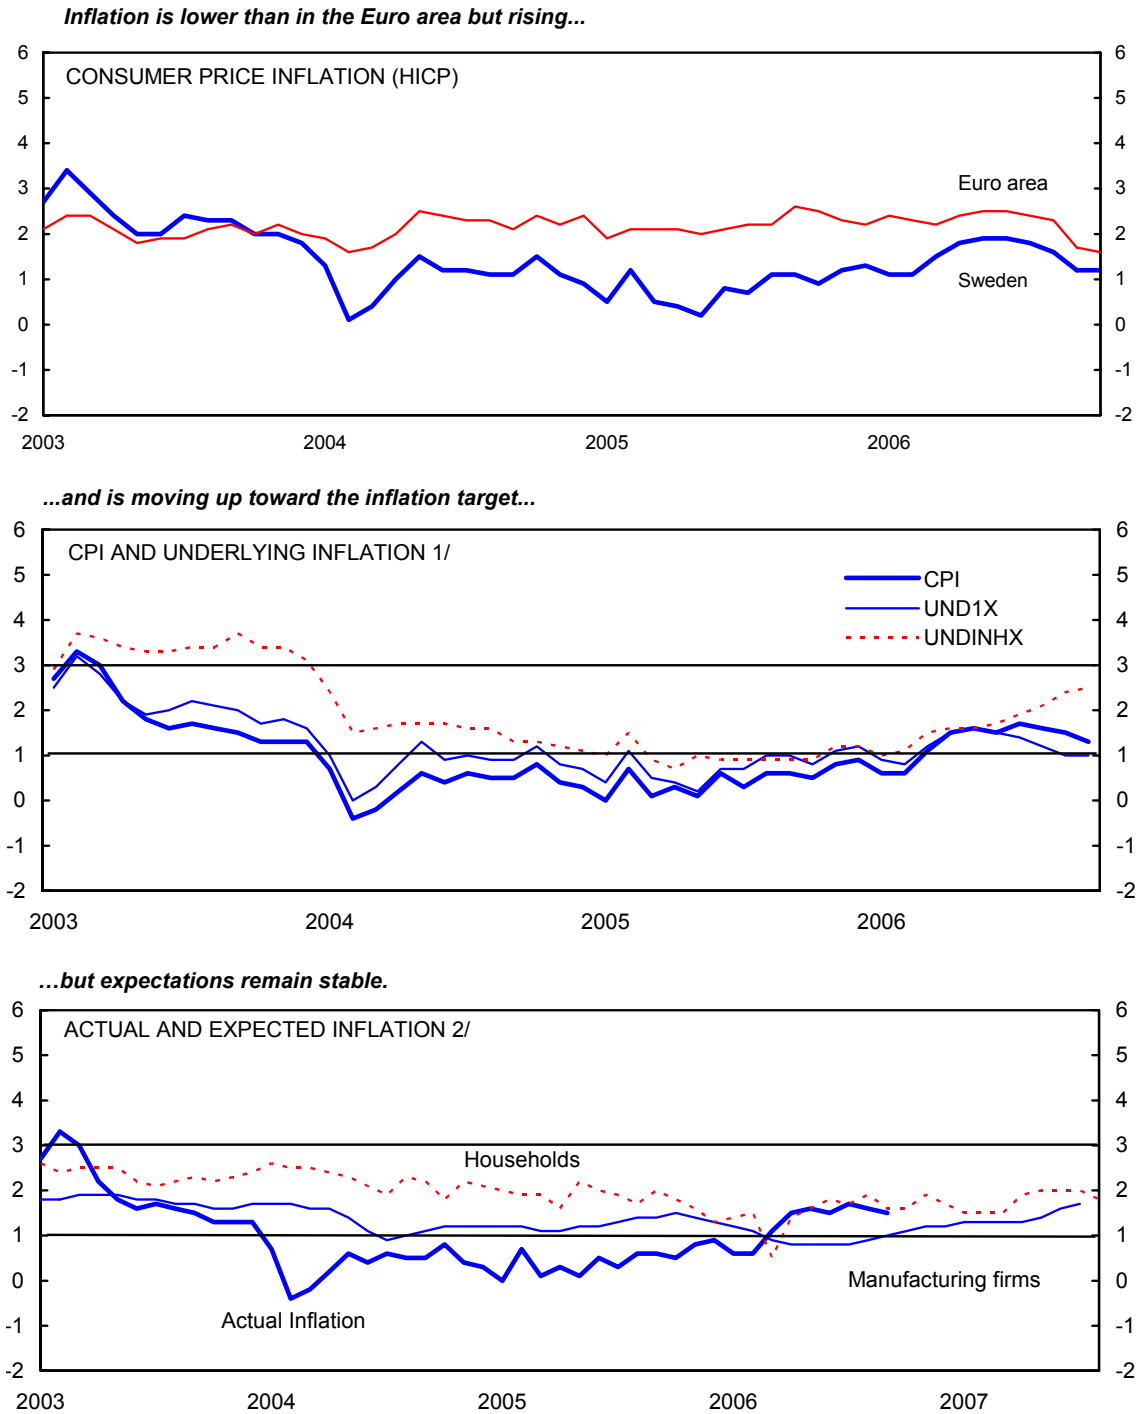 Inflation is lower than in the Euro area but rising...
6 6
CONSUMER PRICE INFLATION (HICP)
5 5
4 4
3 3
Euro area
2 2
1 1
Sweden
0 0
-1 -1
-2 -2
2003 2004 2005 2006
...and is moving up toward the inflation target...
6 6
CPI AND UNDERLYING INFLATION 1/
5 5
CPI
UND1X
4 4
UNDINHX
3 3
2 2
1 1
0 0
-1 -1
-2 -2
2003 2004 2005 2006
...but expectations remain stable.
6 6
ACTUAL AND EXPECTED INFLATION 2/
5 5
4 4
3 3
Households
2 2
1 1
0 0
Manufacturing firms
-1 -1
Actual Inflation
-2 -2
2003 2004 2005 2006 2007